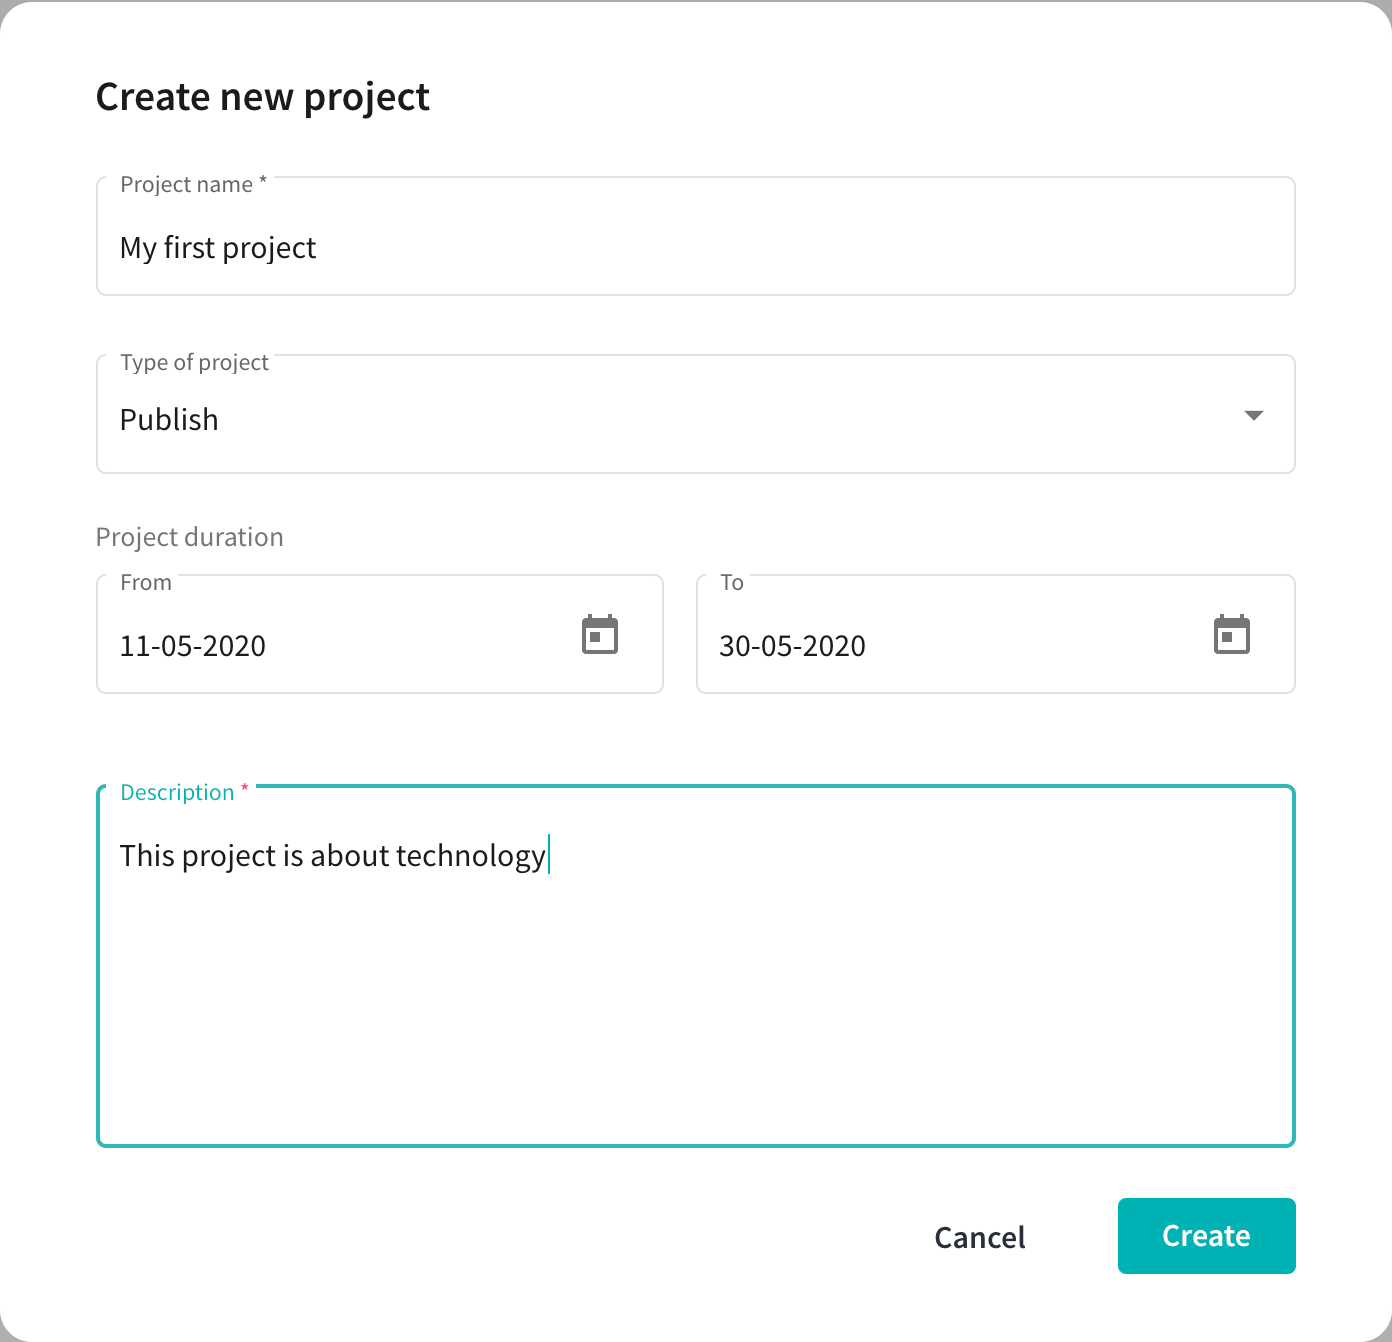 Create new project
Project name *
My first project
Type of project
Publish
Project duration
From
To
11-05-2020
30-05-2020
Description *
This project is about technology
Cancel
Create